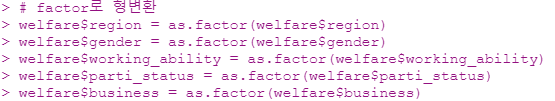 > # factor로 형변환
> welfare$region = as.factor(welfare$region)
> welfare$gender = as.factor(welfare$gender)
> welfare$working_ability = as.factor(welfare$working_ability)
> welfare$parti_status = as.factor(welfare$parti_status)
> welfare$business = as.factor(welfare$business)